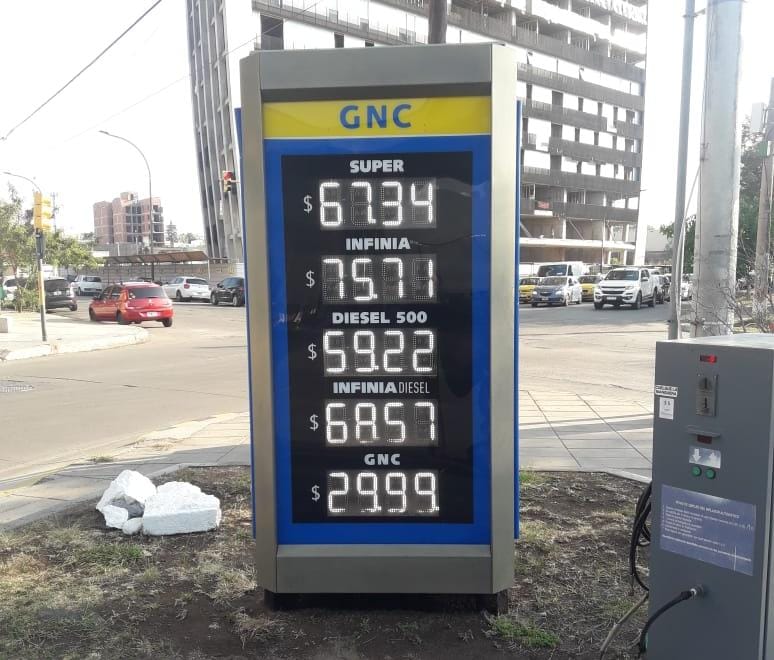 GNC
SUPER
$ 67.34
INFINIA
$ 75.71
DIESEL 500
$ 59.22
INFINIA DIESEL
$ 68.57
GNC
$ 29.99